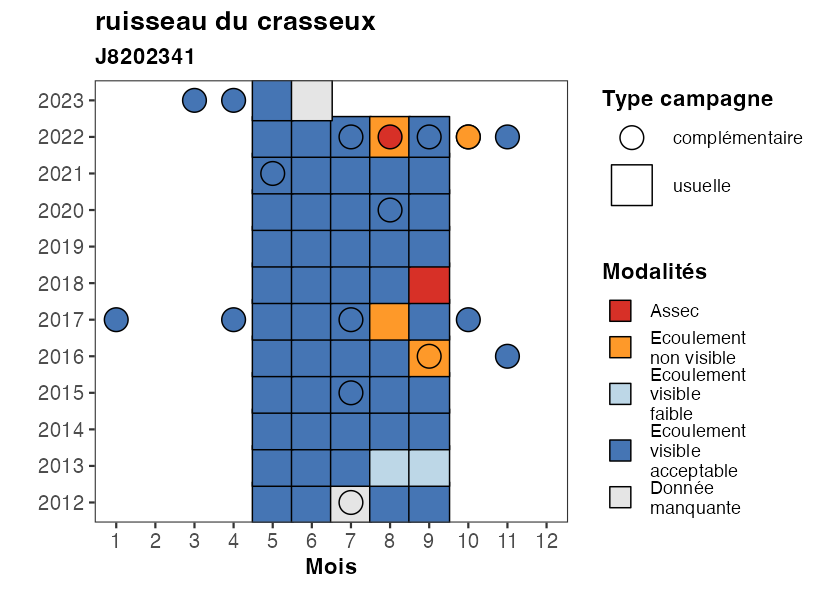 ruisseau du crasseux
J8202341
2023
2022
2021
2020
2019
2018
2017
2016
2015
2014
2013
2012
1 2 3 4 5 6 7 8 9 10 11 12
Mois
Type campagne
complémentaire
usuelle
Modalités
Assec
Ecoulement
non visible
Ecoulement
visible
faible
Ecoulement
visible
acceptable
Donnée
manquante